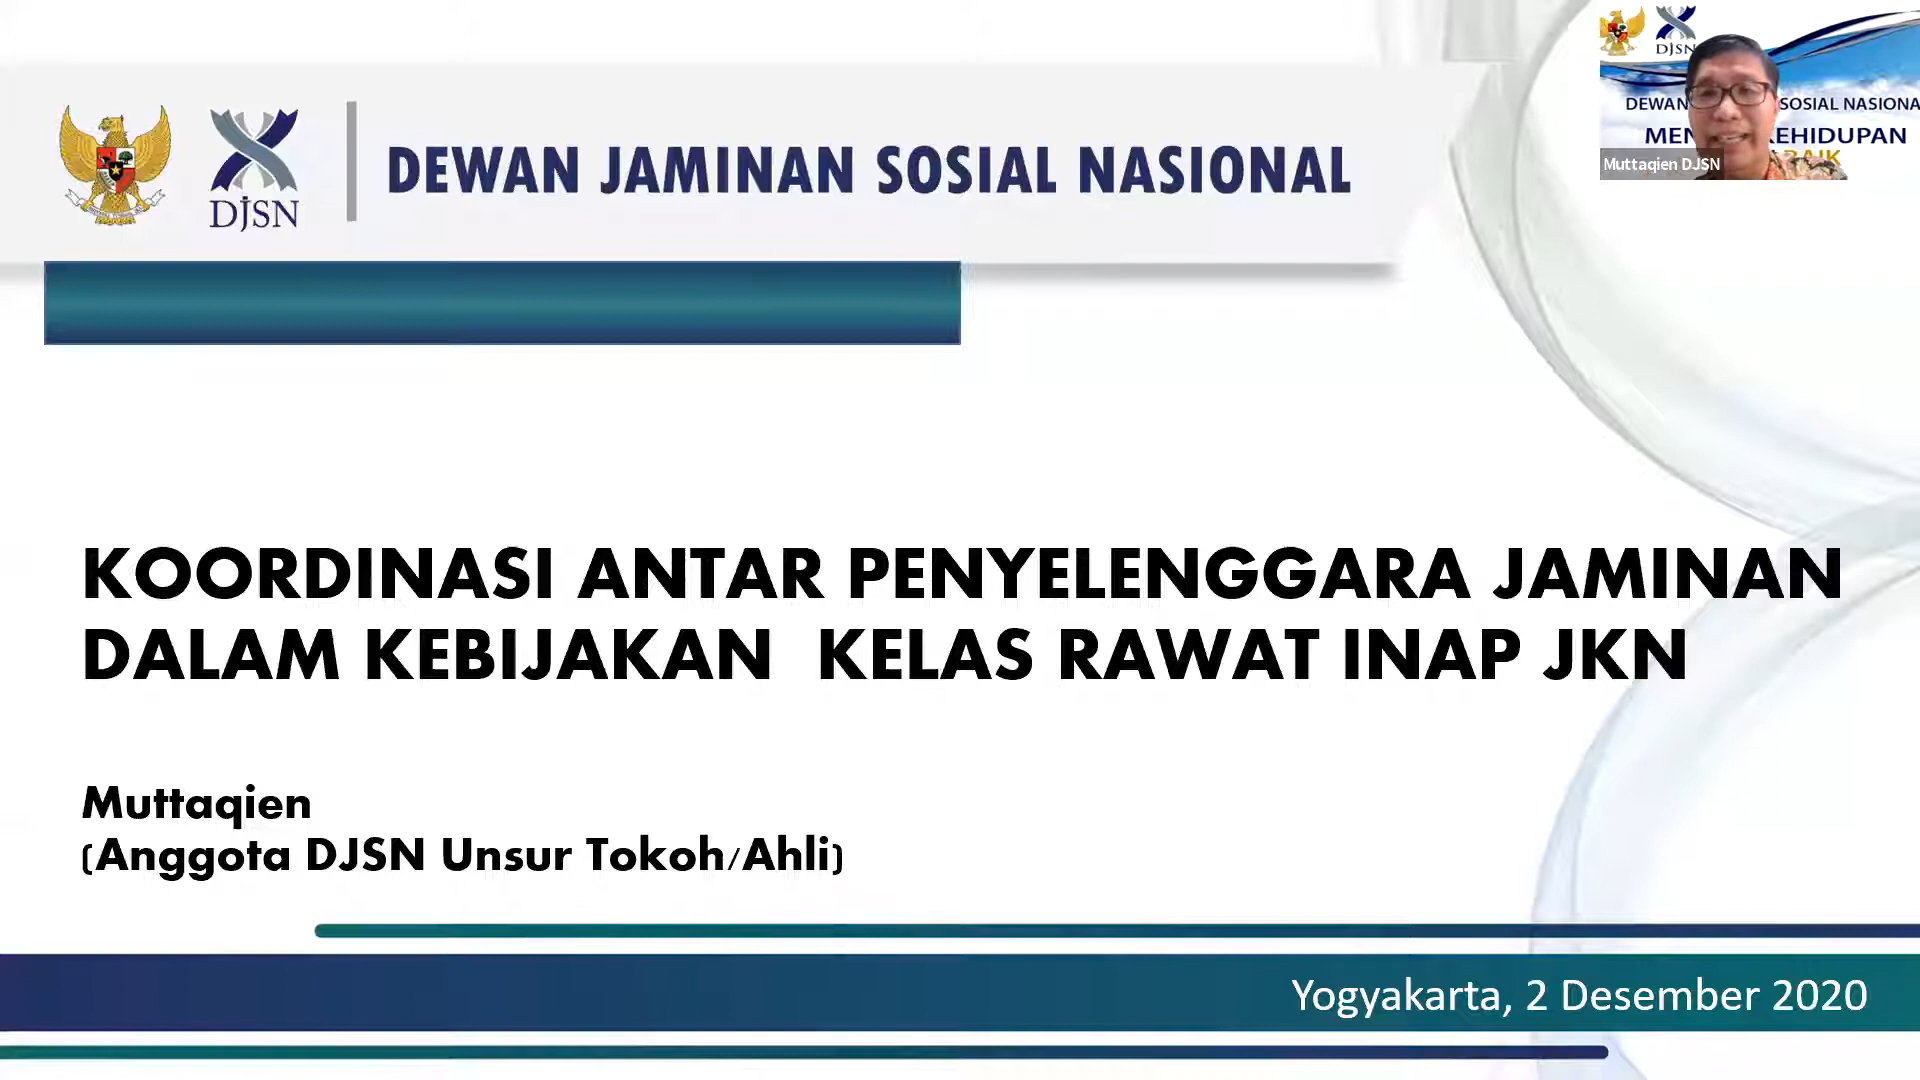 DJSN
DEWAN JAMINAN SOSIAL NASIONAL
DJSN
DEWAN SOSIAL NASIONA
MEN EHIDUPAN
AIK
Muttaqien DJSN
KOORDINASI ANTAR PENYELENGGARA JAMINAN
DALAM KEBIJAKAN KELAS RAWAT INAP JKN
Muttaqien
(Anggota DJSN Unsur Tokoh/Ahli)
Yogyakarta, 2 Desember 2020